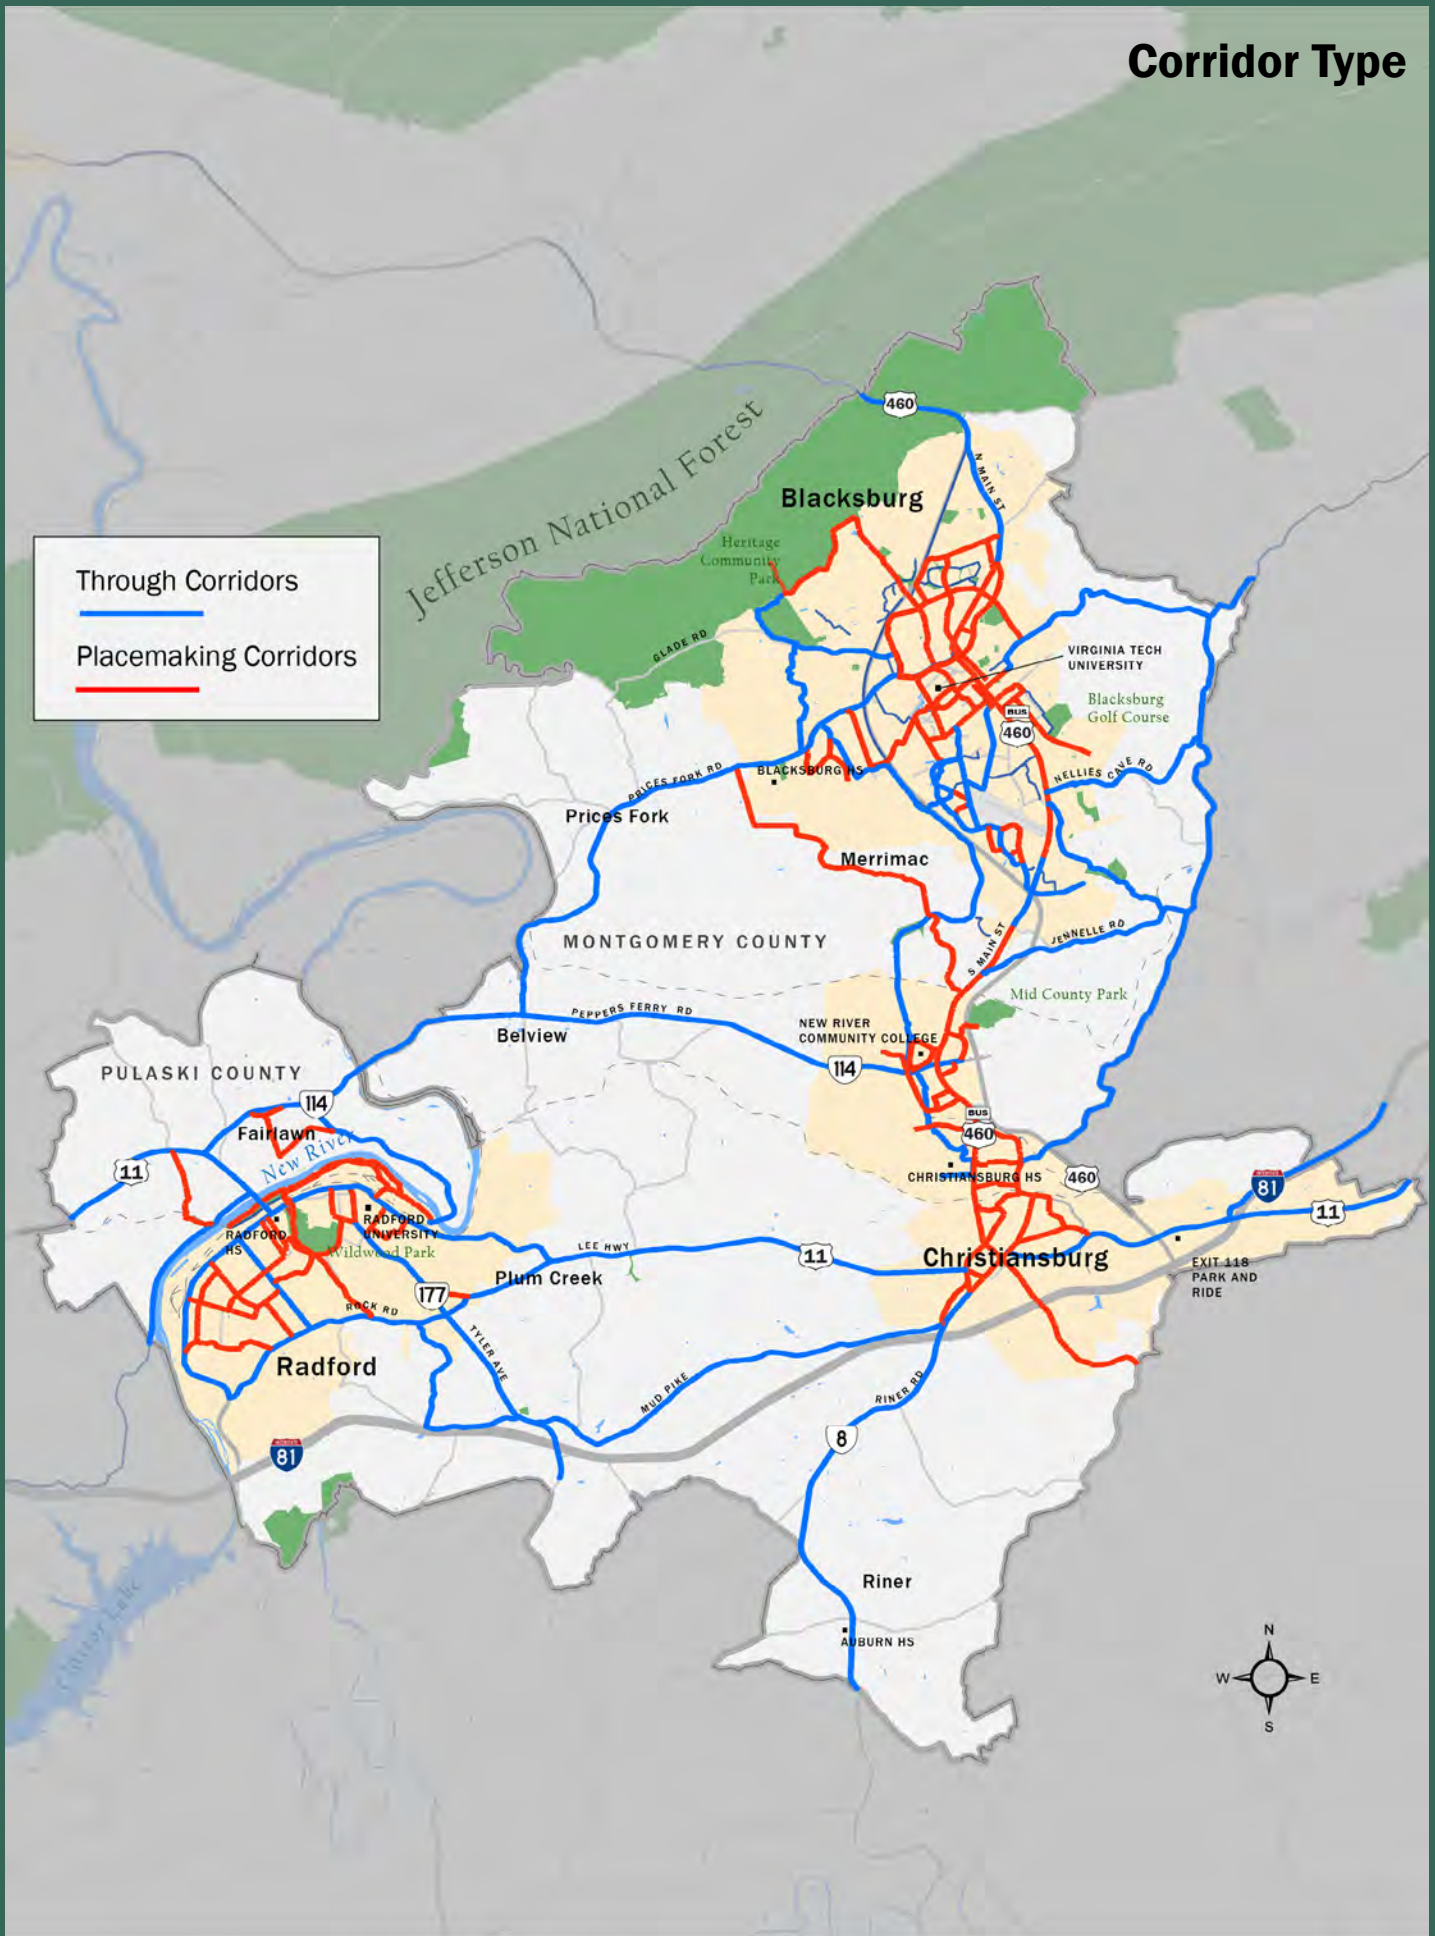 Corridor Type
460
N MAIN ST
Jefferson National Forest
Blacksburg
Heritage
Community
Park
Through Corridors
Placemaking Corridors
GLADE RD
VIRGINIA TECH
UNIVERSITY
Blacksburg
Golf Course
BUS
460
NELLIES CAVE RD
PRICES FORK RD
BLACKSBURG HS
Prices Fork
Merrimac
MONTGOMERY COUNTY
S MAIN ST
JENNELLE RD
Mid County Park
PEPPERS FERRY RD
Belview
NEW RIVER
COMMUNITY COLLEGE
114
PULASKI COUNTY
114
Fairlawn
New River
11
BUS
460
CHRISTIANSBURG HS
460
81
11
RADFORD
HS
RADFORD
UNIVERSITY
Wildwood Park
LEE HWY
11
Christiansburg
EXIT 118
PARK AND
RIDE
Plum Creek
177
ROCK RD
TYLER AVE
Radford
MUD PIKE
RINER RD
8
81
Riner
AUBURN HS
Claytor Lake
N
W
E
S